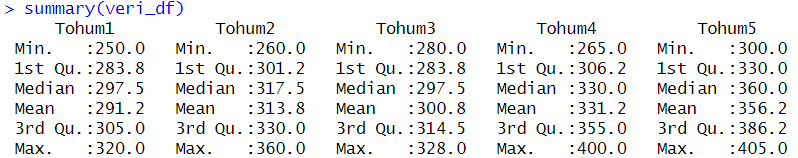 > summary(veri_df)
Tohum1 Tohum2 Tohum3 Tohum4 Tohum5
Min. :250.0 Min. :260.0 Min. :280.0 Min. :265.0 Min. :300.0
1st Qu.:283.8 1st Qu.:301.2 1st Qu.:283.8 1st Qu.:306.2 1st Qu.:330.0
Median :297.5 Median :317.5 Median :297.5 Median :330.0 Median :360.0
Mean :291.2 Mean :313.8 Mean :300.8 Mean :331.2 Mean :356.2
3rd Qu.:305.0 3rd Qu.:330.0 3rd Qu.:314.5 3rd Qu.:355.0 3rd Qu.:386.2
Max. :320.0 Max. :360.0 Max. :328.0 Max. :400.0 Max. :405.0